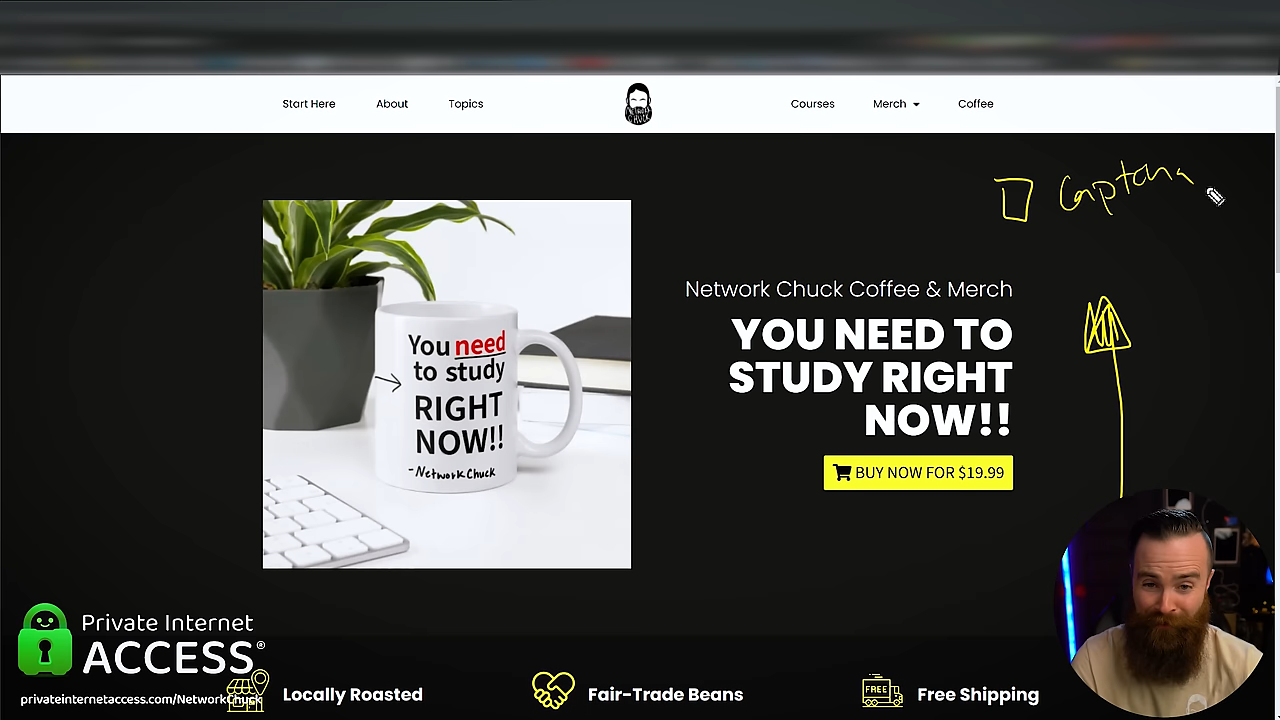 Start Here
About
Topics
NETWORK
CHUCK
Courses
Merch
Coffee
Captcha
You need
to study
RIGHT
NOW!!
-NetworkChuck
Network Chuck Coffee & Merch
YOU NEED TO
STUDY RIGHT
NOW!!
BUY NOW FOR $19.99
Private Internet
ACCESS®
privateinternetaccess.com/NetworkChuck
Locally Roasted
Fair-Trade Beans
FREE
Free Shipping